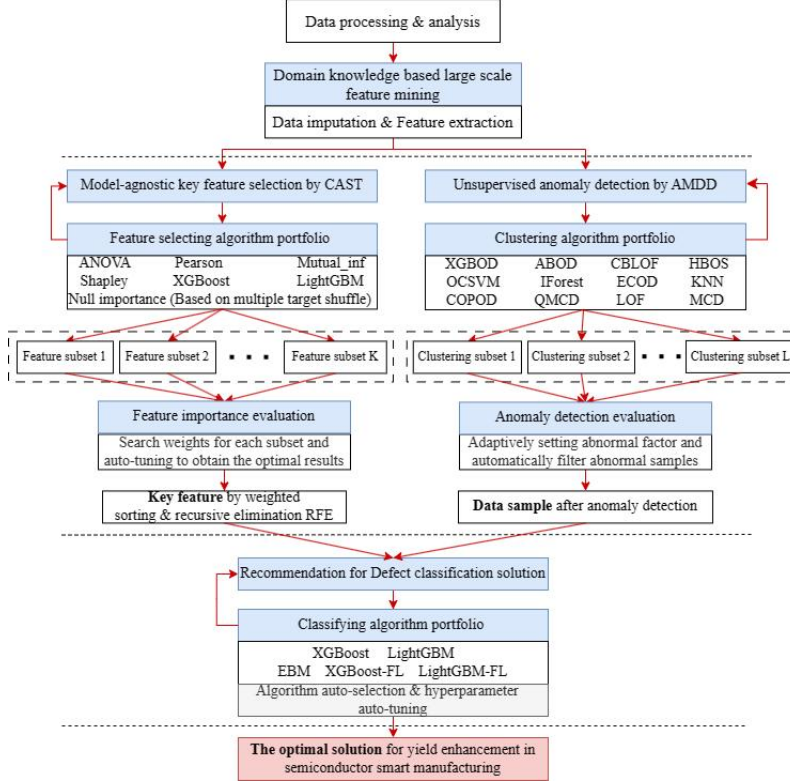 Data processing & analysis
Domain knowledge based large scale
feature mining
Data imputation & Feature extraction
Model-agnostic key feature selection by CAST
Feature selecting algorithm portfolio
ANOVA Pearson Mutual_inf
Shapley XGBoost LightGBM
Null importance (Based on multiple target shuffle)
Unsupervised anomaly detection by AMDD
Clustering algorithm portfolio
XGBOD ABOD CBLOF HBOS
OCSVM IForest ECOD KNN
COPOD QMCD LOF MCD
Feature subset 1 Feature subset 2 ▪ ▪ ▪ Feature subset K
Clustering subset 1 Clustering subset 2 ▪ ▪ ▪ Clustering subset L
Feature importance evaluation
Search weights for each subset and
auto-tuning to obtain the optimal results
Key feature by weighted
sorting & recursive elimination RFE
Anomaly detection evaluation
Adaptively setting abnormal factor and
automatically filter abnormal samples
Data sample after anomaly detection
Recommendation for Defect classification solution
Classifying algorithm portfolio
XGBoost LightGBM
EBM XGBoost-FL LightGBM-FL
Algorithm auto-selection & hyperparameter
auto-tuning
The optimal solution for yield enhancement in
semiconductor smart manufacturing